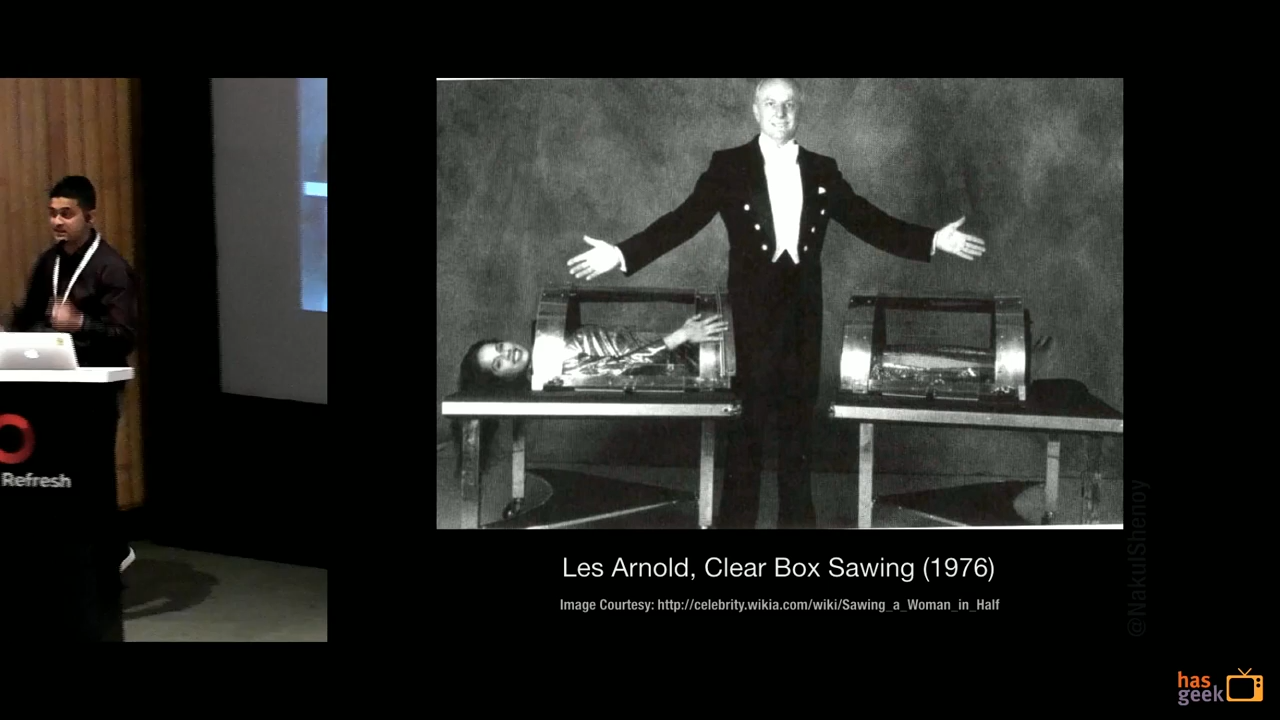 Refresh
Les Arnold, Clear Box Sawing (1976)
Image Courtesy: http://celebrity.wikia.com/wiki/Sawing_a_Woman_in_Half
@NakulShenoy
has
geek